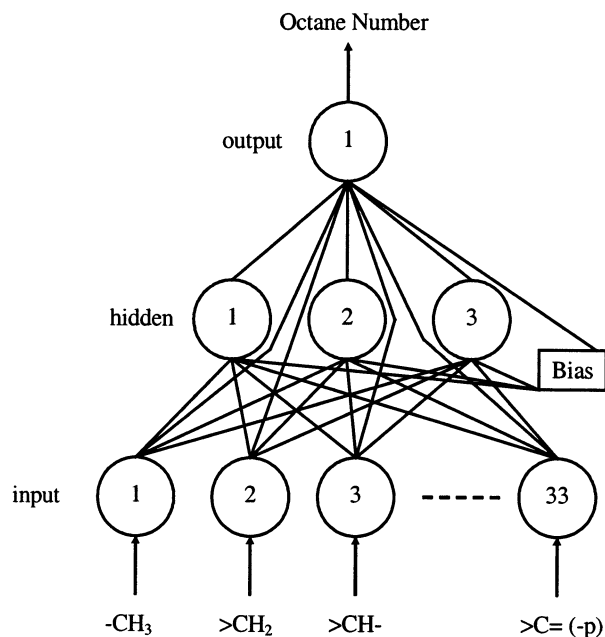 Octane Number
output 1
hidden 1 2 3
Bias
input 1 2 3 33
-CH₃ >CH₂ >CH- >C= (-p)